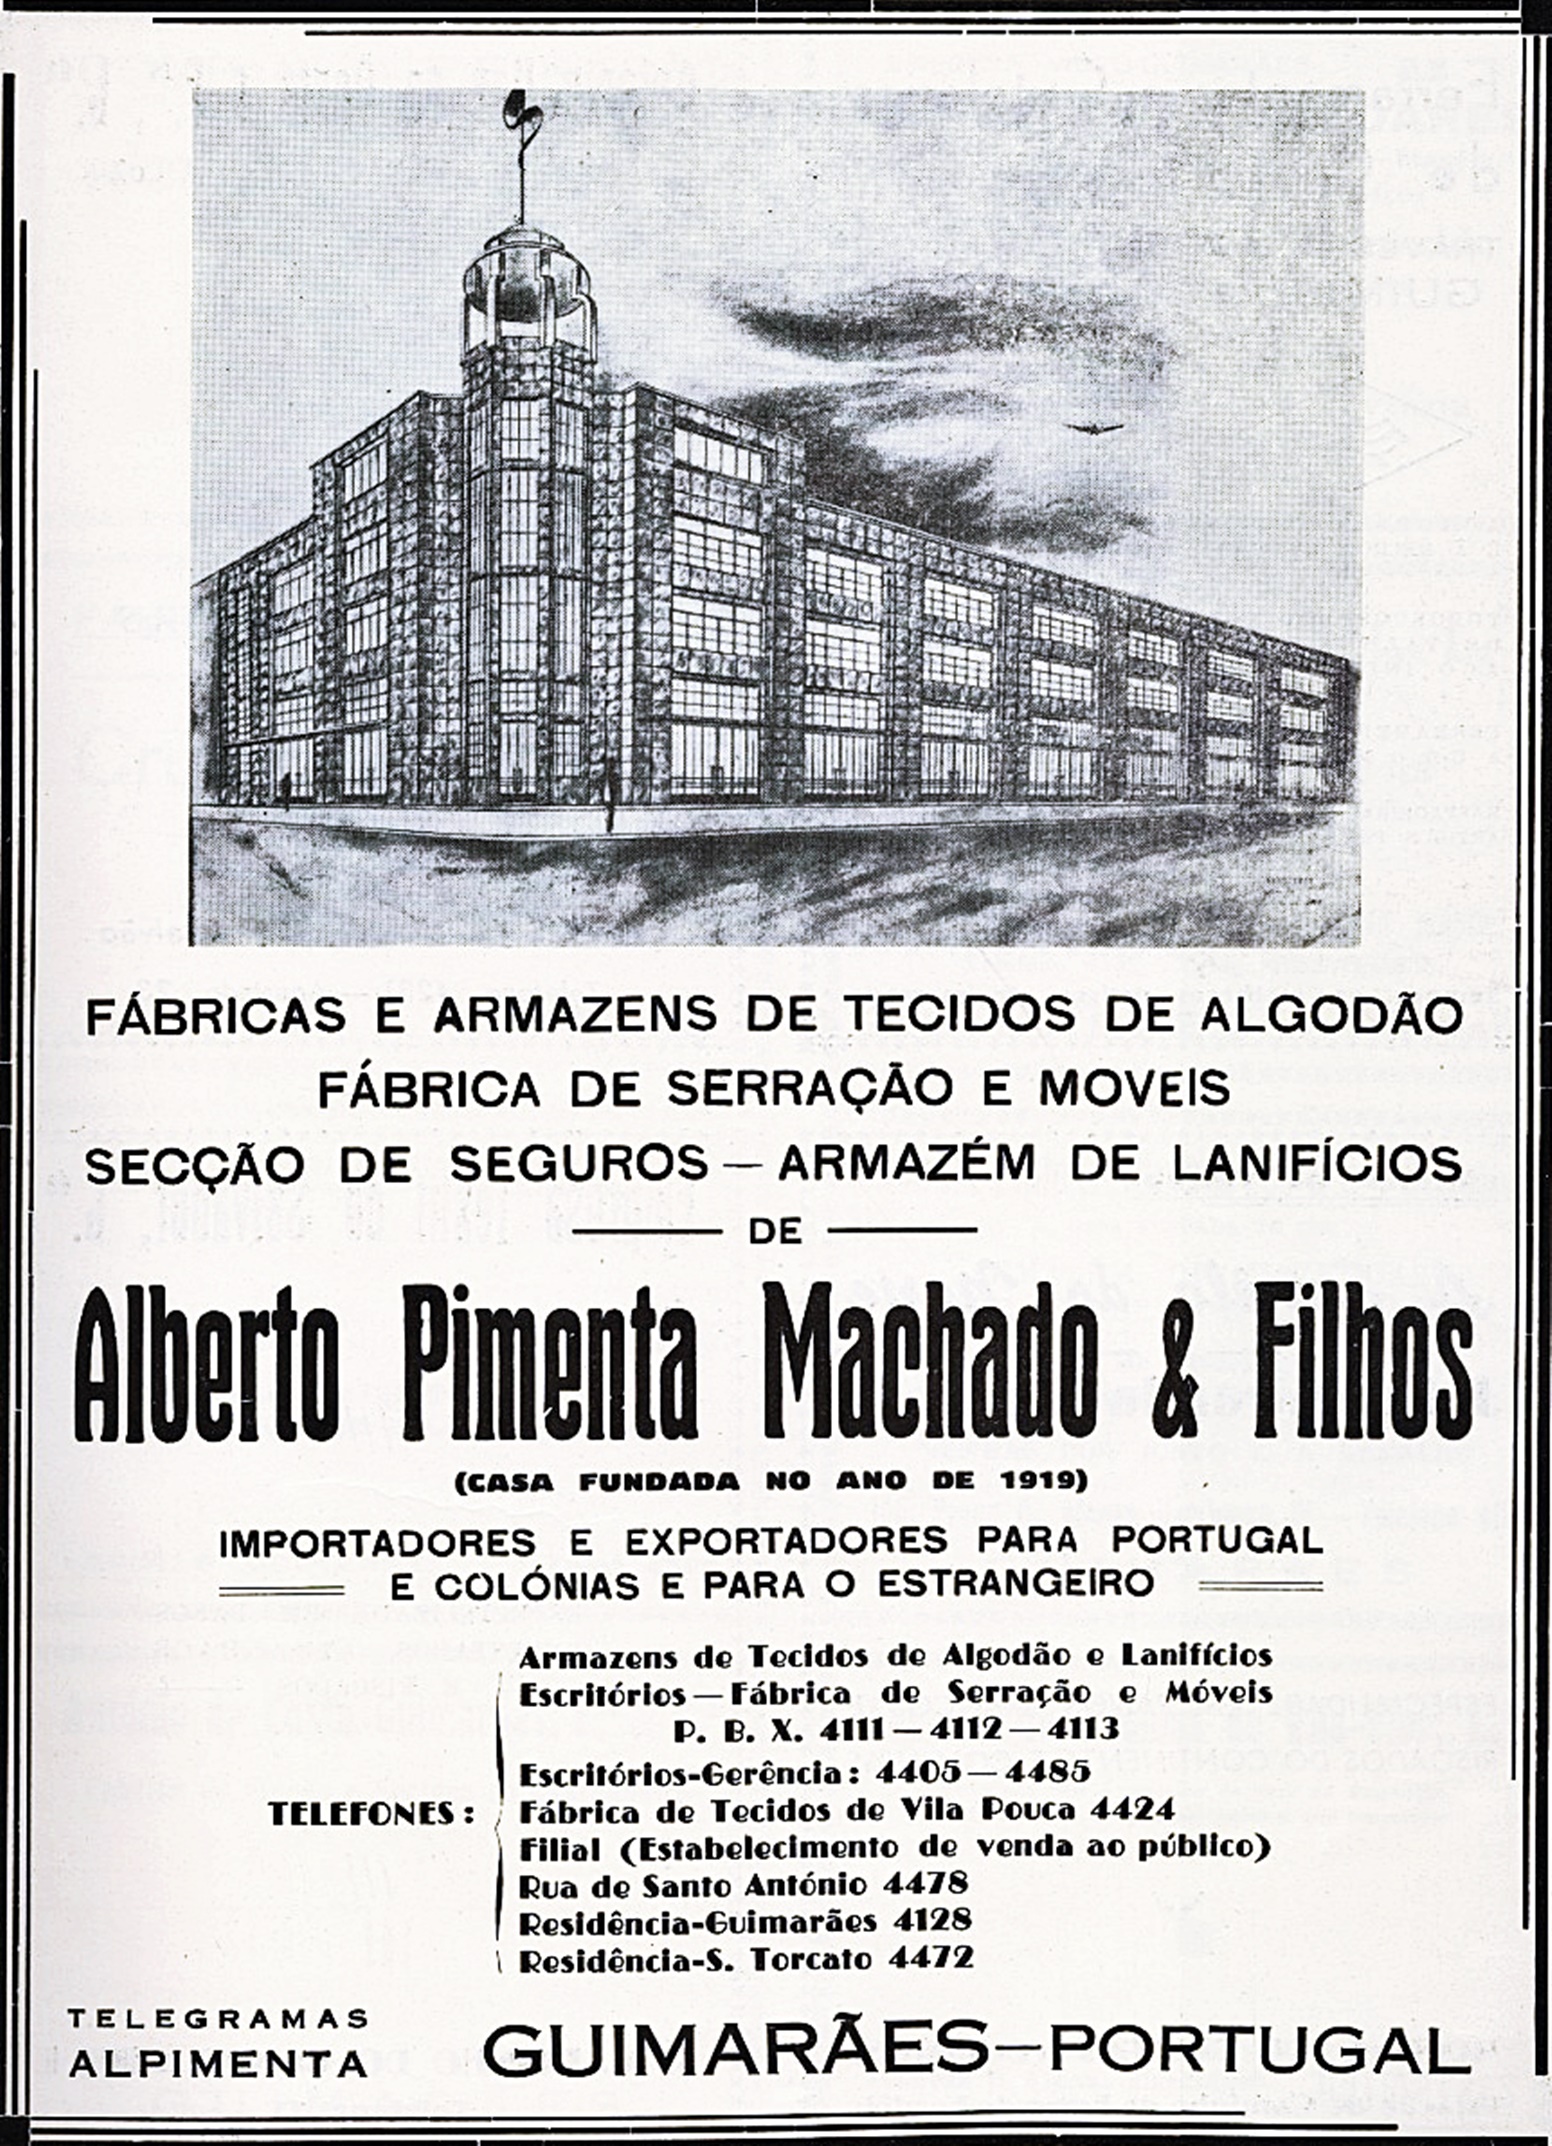 FÁBRICAS E ARMAZENS DE TECIDOS DE ALGODÃO
FÁBRICA DE SERRAÇÃO E MOVEIS
SECÇÃO DE SEGUROS — ARMAZÉM DE LANIFÍCIOS
DE
Alberto Pimenta Machado & Filhos
(CASA FUNDADA NO ANO DE 1919)
IMPORTADORES E EXPORTADORES PARA PORTUGAL
E COLÓNIAS E PARA O ESTRANGEIRO
Armazens de Tecidos de Algodão e Lanifícios
Escritórios — Fábrica de Serração e Móveis
P. B. X. 4111 — 4112 — 4113
Escritórios-Gerência: 4405 — 4485
TELEFONES: Fábrica de Tecidos de Vila Pouca 4424
Filial (Estabelecimento de venda ao público)
Rua de Santo António 4478
Residência-Guimarães 4128
Residência-S. Torcato 4472
TELEGRAMAS
ALPIMENTA
GUIMARÃES—PORTUGAL